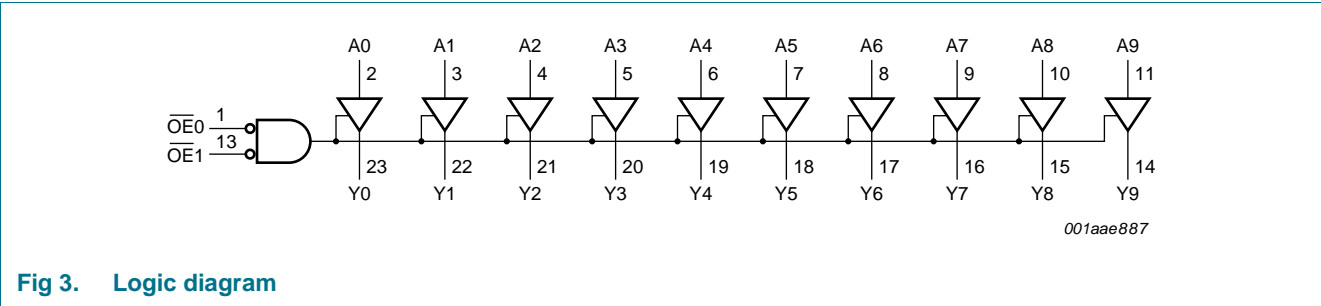 A0 A1 A2 A3 A4 A5 A6 A7 A8 A9
2 3 4 5 6 7 8 9 10 11
O̅E̅0 1
O̅E̅1 13
23 22 21 20 19 18 17 16 15 14
Y0 Y1 Y2 Y3 Y4 Y5 Y6 Y7 Y8 Y9
001aae887
Fig 3. Logic diagram